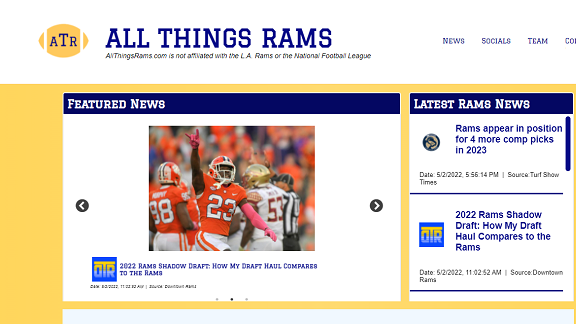 ATR
ALL THINGS RAMS
AllThingsRams.com is not affiliated with the L.A. Rams or the National Football League
News Socials Team Co
Featured News
98
23
53
DTR
2022 Rams Shadow Draft: How My Draft Haul Compares
to the Rams
Date: 5/2/2022, 11:02:52 AM | Source: Downtown Rams
Latest Rams News
Rams appear in position
for 4 more comp picks
in 2023
Date: 5/2/2022, 5:56:14 PM | Source:Turf Show
Times
DTR
2022 Rams Shadow
Draft: How My Draft
Haul Compares to the
Rams
Date: 5/2/2022, 11:02:52 AM | Source:Downtown
Rams